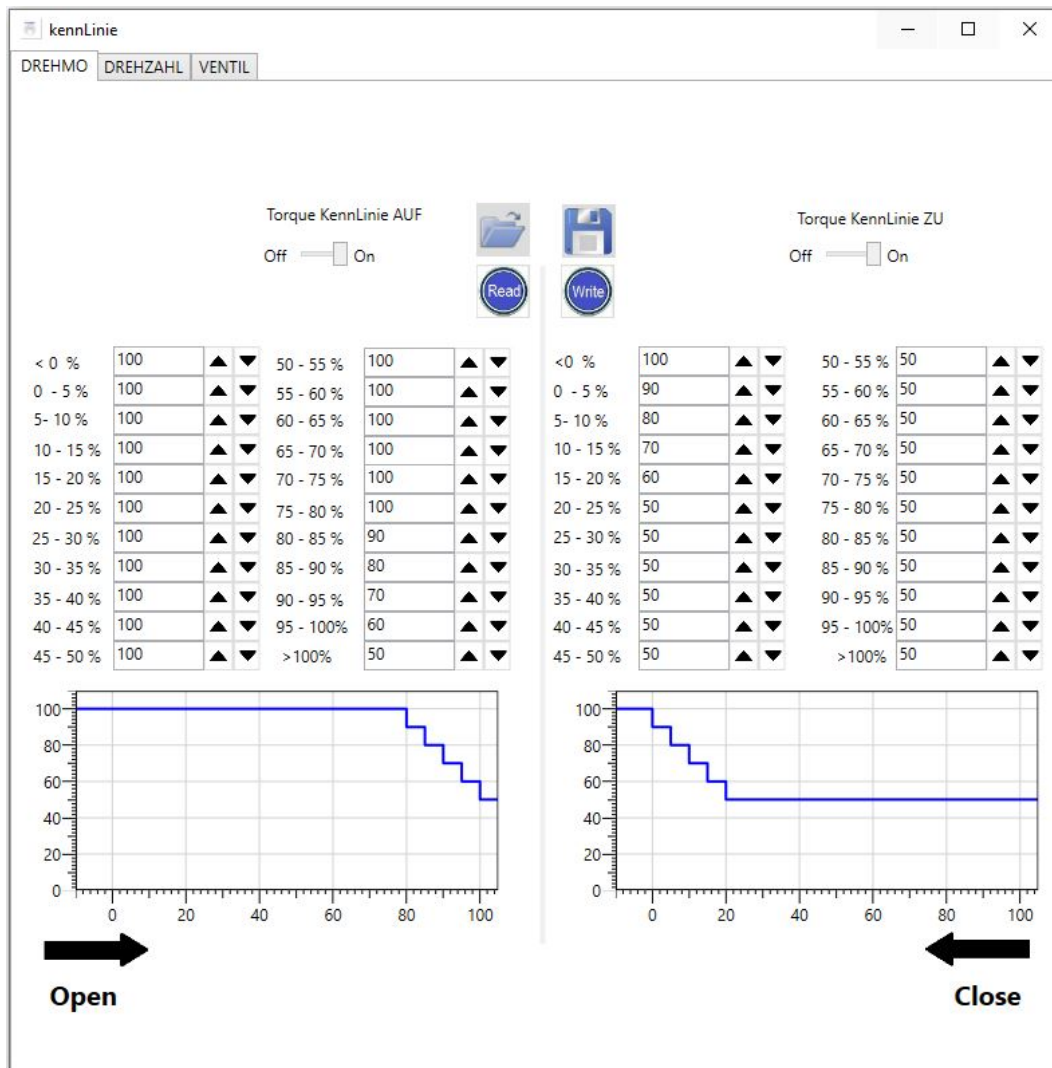 kennLinie
DREHMO DREHZAHL VENTIL
Torque KennLinie AUF
Off On
Torque KennLinie ZU
Off On
Read Write
< 0 % 100 50 - 55 % 100
0 - 5 % 100 55 - 60 % 100
5- 10 % 100 60 - 65 % 100
10 - 15 % 100 65 - 70 % 100
15 - 20 % 100 70 - 75 % 100
20 - 25 % 100 75 - 80 % 100
25 - 30 % 100 80 - 85 % 90
30 - 35 % 100 85 - 90 % 80
35 - 40 % 100 90 - 95 % 70
40 - 45 % 100 95 - 100% 60
45 - 50 % 100 >100% 50
<0 % 100 50 - 55 % 50
0 - 5 % 90 55 - 60 % 50
5- 10 % 80 60 - 65 % 50
10 - 15 % 70 65 - 70 % 50
15 - 20 % 60 70 - 75 % 50
20 - 25 % 50 75 - 80 % 50
25 - 30 % 50 80 - 85 % 50
30 - 35 % 50 85 - 90 % 50
35 - 40 % 50 90 - 95 % 50
40 - 45 % 50 95 - 100% 50
45 - 50 % 50 >100% 50
100
80
60
40
20
0
0 20 40 60 80 100
Open
100
80
60
40
20
0
0 20 40 60 80 100
Close